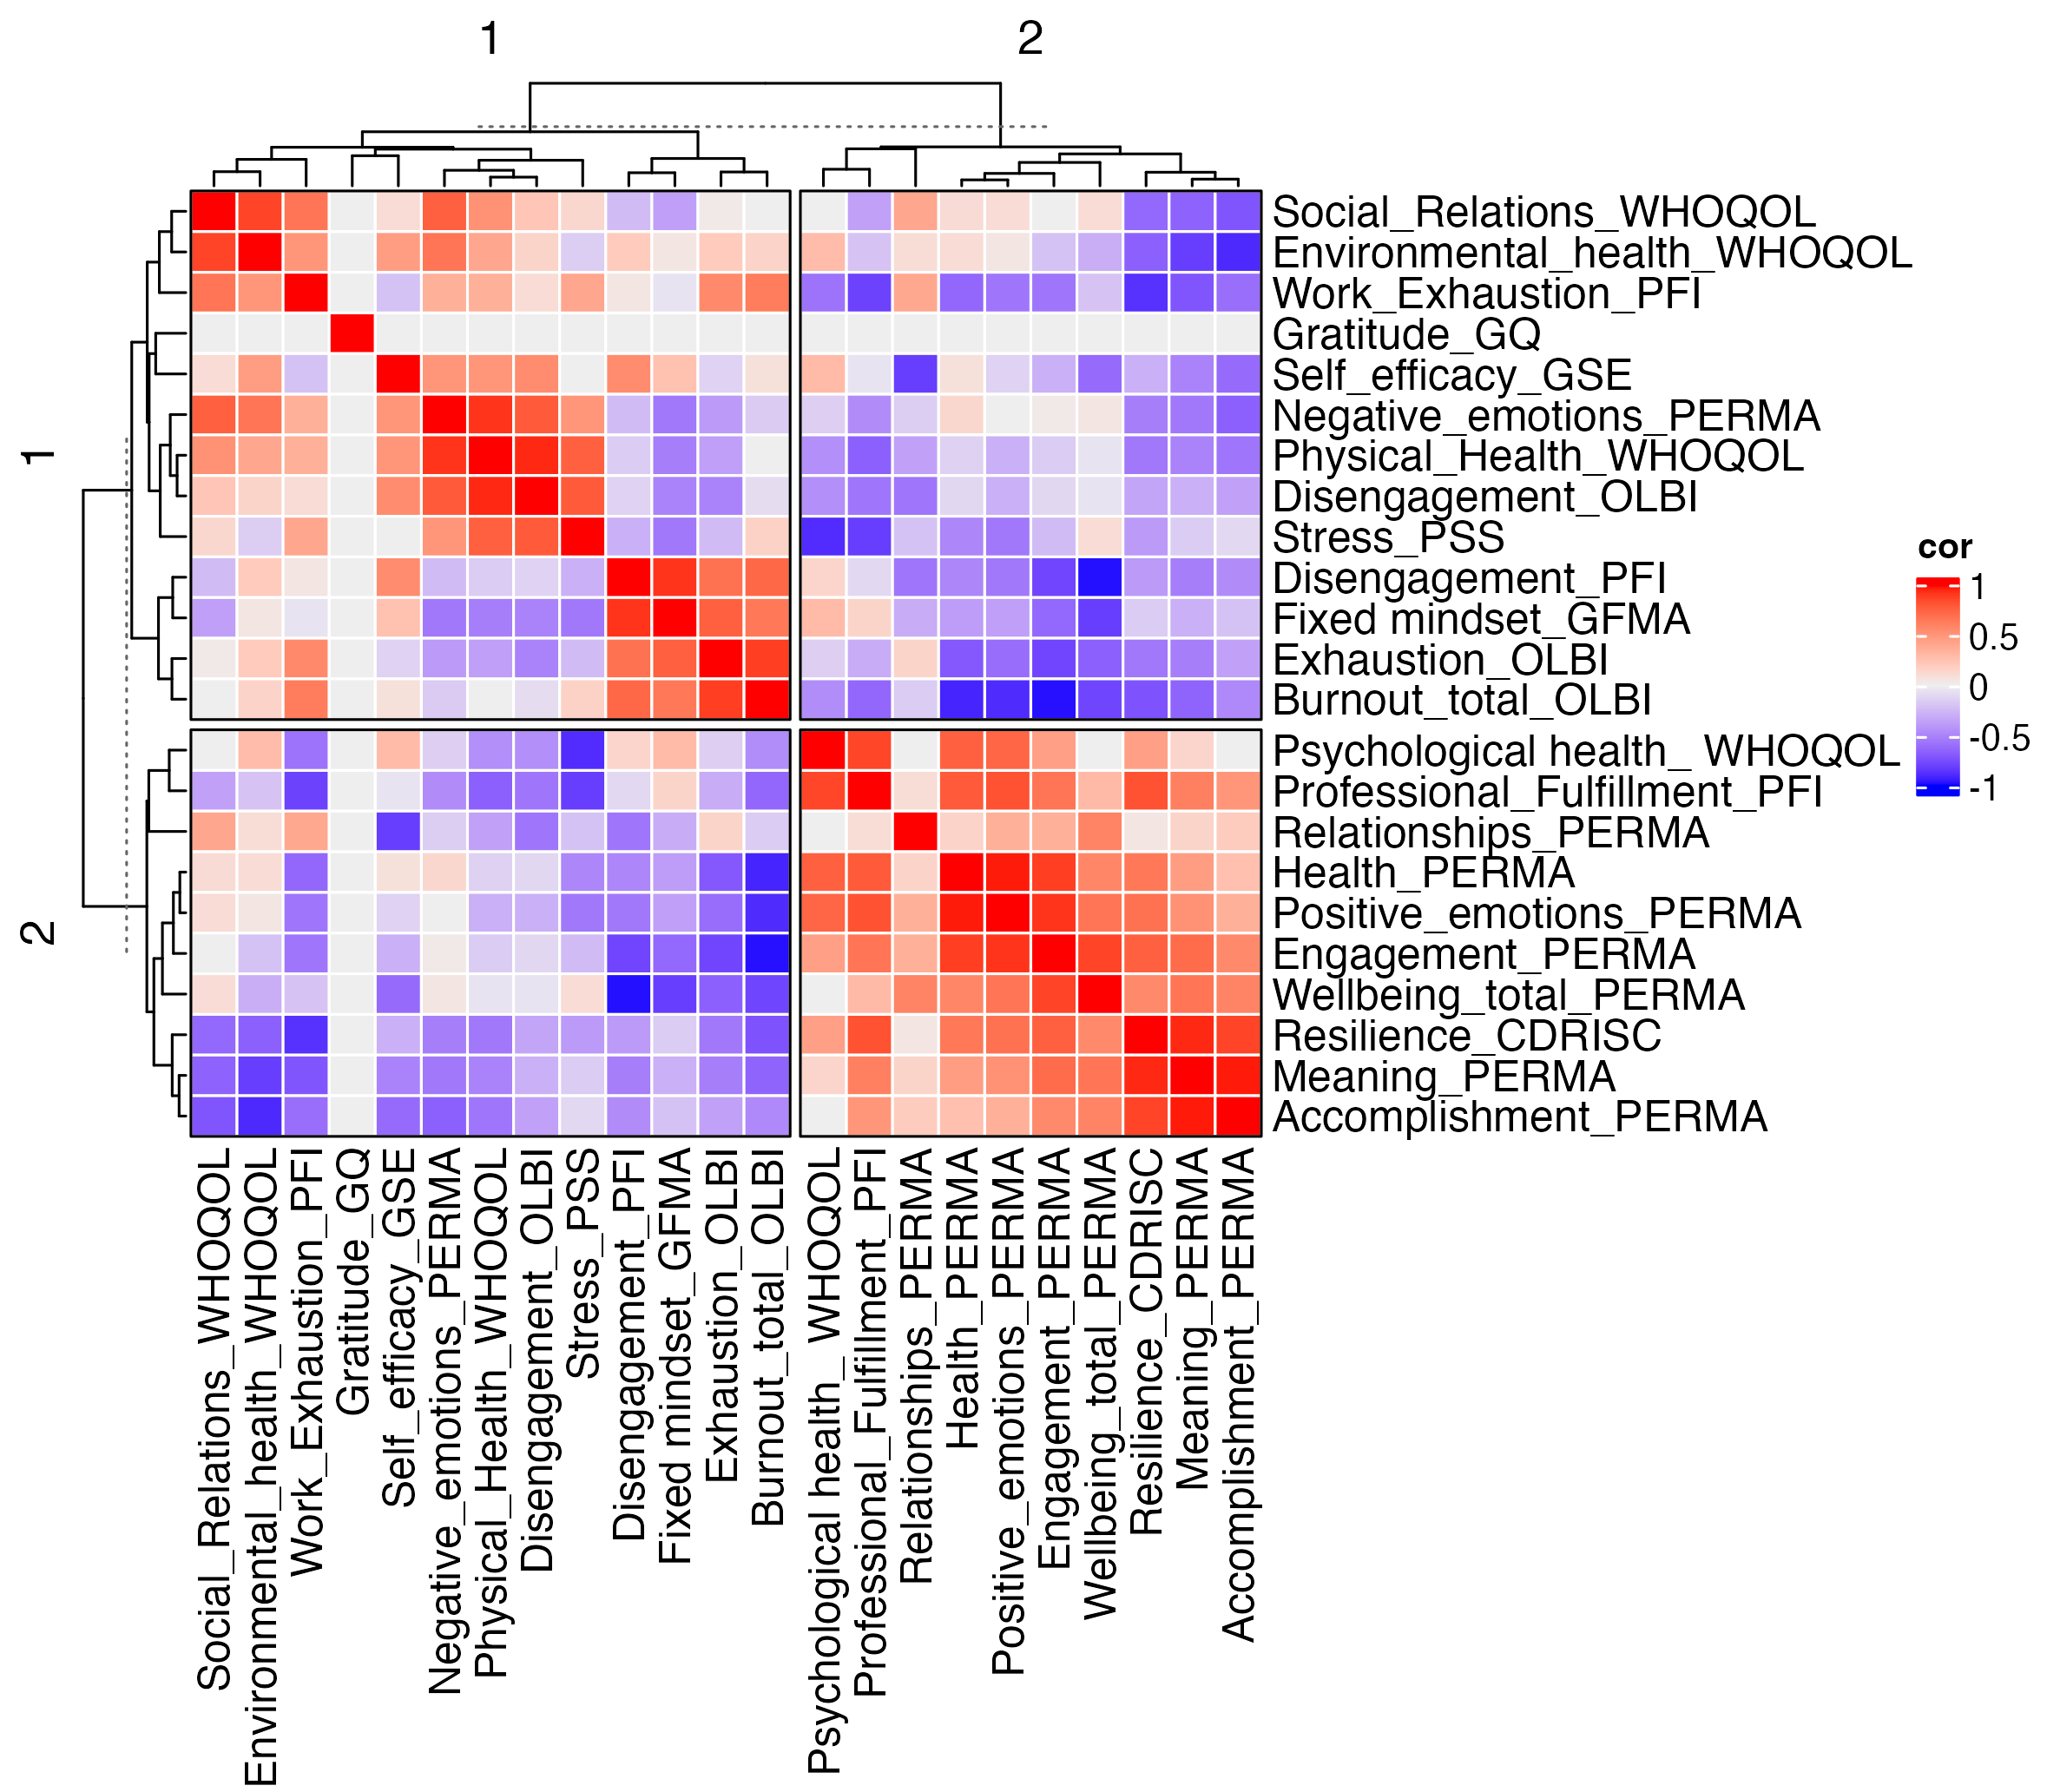 1
2
1
2
Social_Relations_WHOQOL
Environmental_health_WHOQOL
Work_Exhaustion_PFI
Gratitude_GQ
Self_efficacy_GSE
Negative_emotions_PERMA
Physical_Health_WHOQOL
Disengagement_OLBI
Stress_PSS
Disengagement_PFI
Fixed mindset_GFMA
Exhaustion_OLBI
Burnout_total_OLBI
Psychological health_ WHOQOL
Professional_Fulfillment_PFI
Relationships_PERMA
Health_PERMA
Positive_emotions_PERMA
Engagement_PERMA
Wellbeing_total_PERMA
Resilience_CDRISC
Meaning_PERMA
Accomplishment_PERMA
cor
1
0.5
0
-0.5
-1
Social_Relations_WHOQOL
Environmental_health_WHOQOL
Work_Exhaustion_PFI
Gratitude_GQ
Self_efficacy_GSE
Negative_emotions_PERMA
Physical_Health_WHOQOL
Disengagement_OLBI
Stress_PSS
Disengagement_PFI
Fixed mindset_GFMA
Exhaustion_OLBI
Burnout_total_OLBI
Psychological health_ WHOQOL
Professional_Fulfillment_PFI
Relationships_PERMA
Health_PERMA
Positive_emotions_PERMA
Engagement_PERMA
Wellbeing_total_PERMA
Resilience_CDRISC
Meaning_PERMA
Accomplishment_PERMA